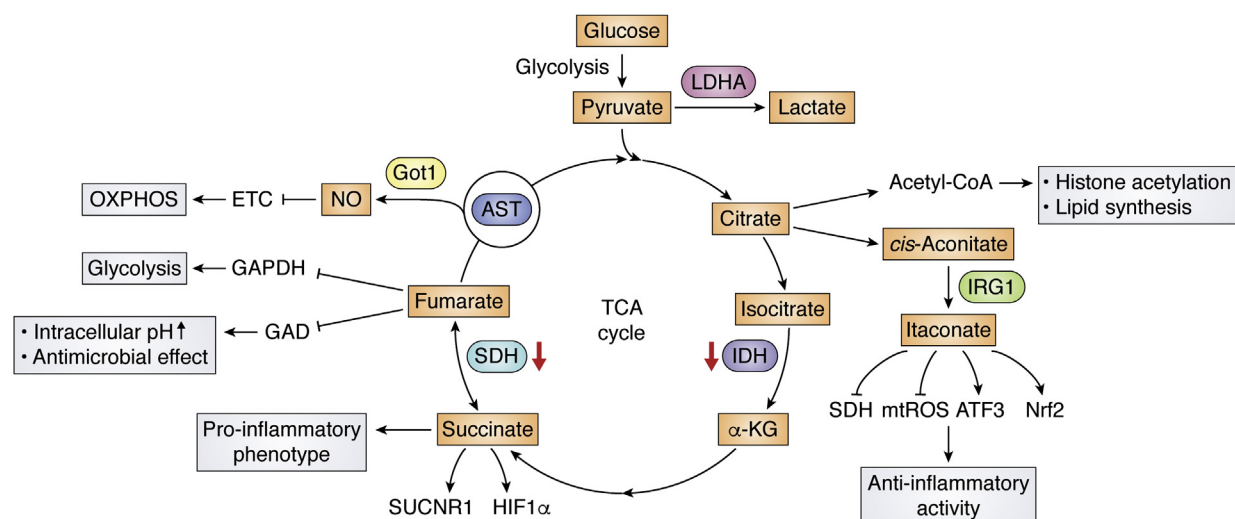 Glucose
Glycolysis
LDHA
Pyruvate
Lactate
Got1
OXPHOS
ETC
NO
AST
Acetyl-CoA
• Histone acetylation
• Lipid synthesis
Citrate
cis-Aconitate
Glycolysis
GAPDH
Fumarate
TCA
cycle
Isocitrate
IRG1
Itaconate
• Intracellular pH↑
• Antimicrobial effect
GAD
SDH
IDH
SDH
mtROS
ATF3
Nrf2
Pro-inflammatory
phenotype
Succinate
α-KG
SUCNR1
HIF1α
Anti-inflammatory
activity